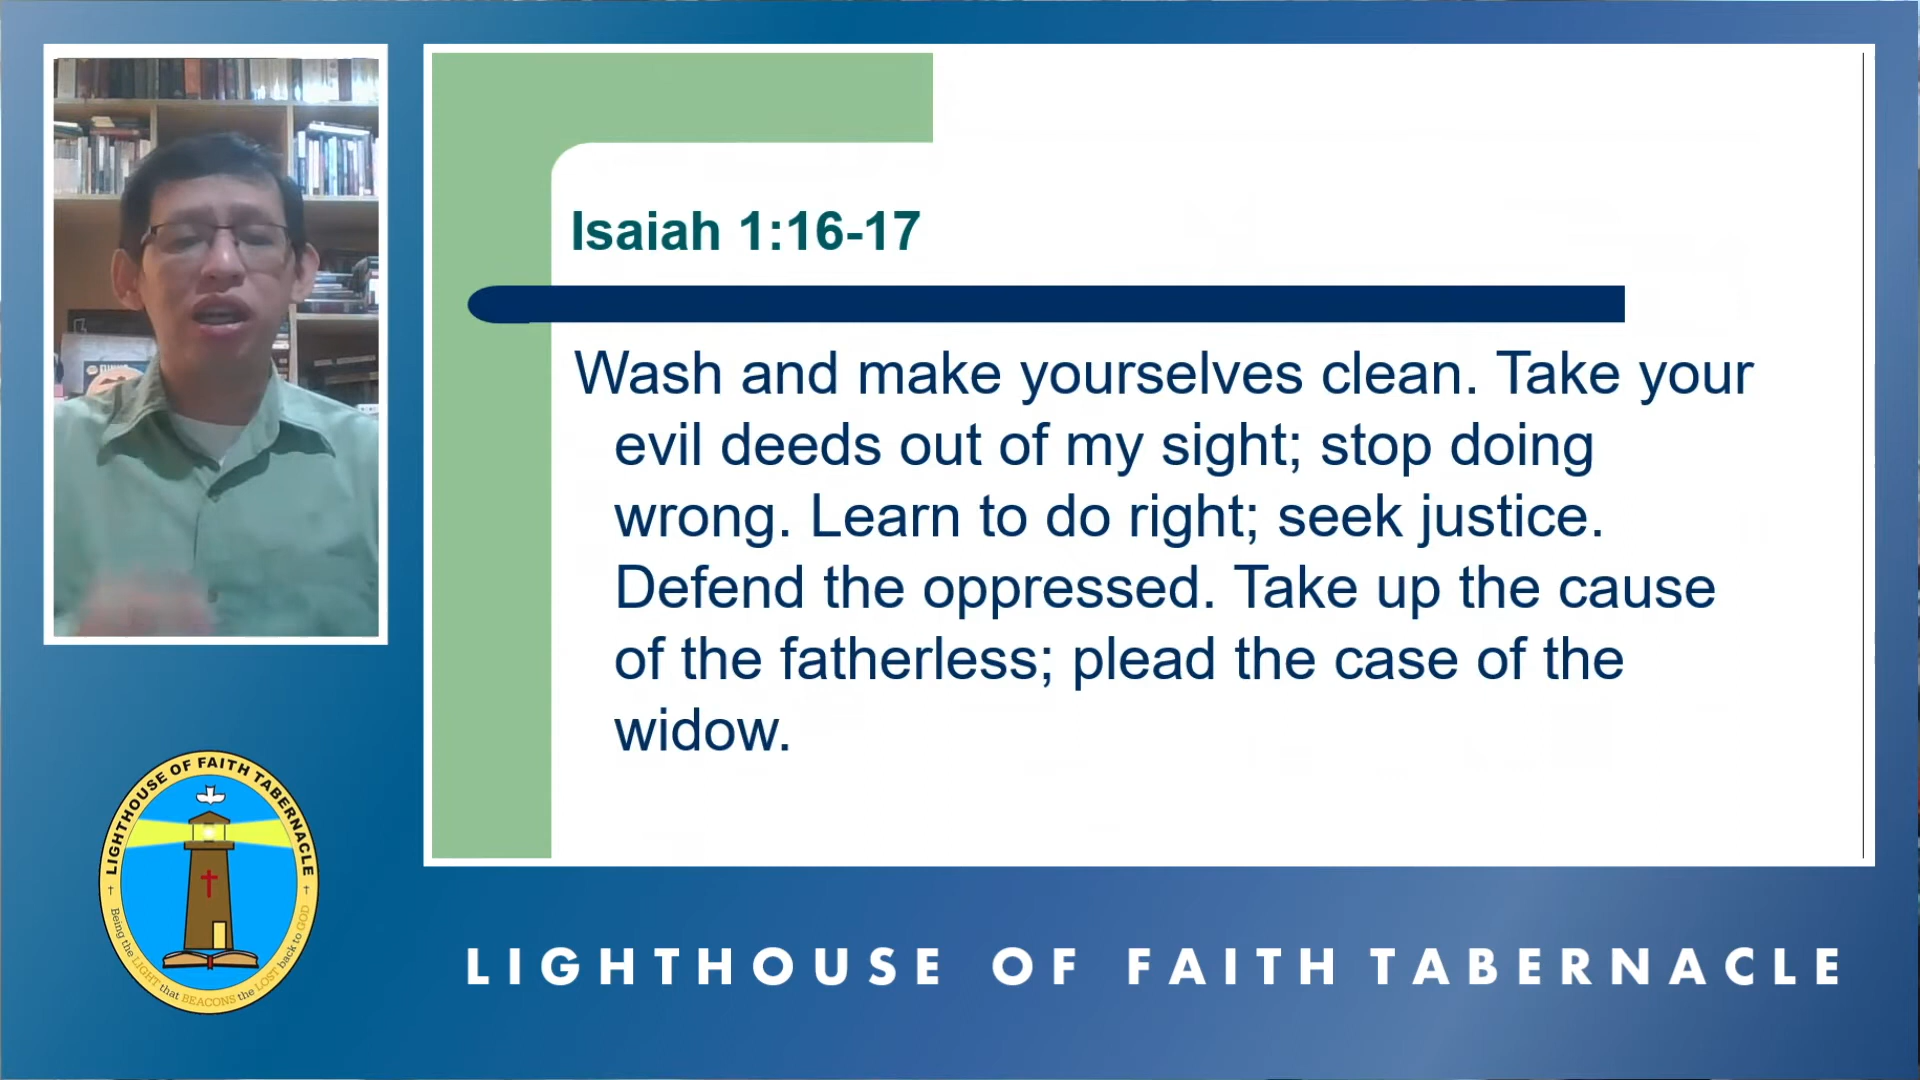 Isaiah 1:16-17
Wash and make yourselves clean. Take your
evil deeds out of my sight; stop doing
wrong. Learn to do right; seek justice.
Defend the oppressed. Take up the cause
of the fatherless; plead the case of the
widow.
LIGHTHOUSE OF FAITH TABERNACLE
Being the LIGHT that BEACONS the LOST back to GOD
LIGHTHOUSE OF FAITH TABERNACLE